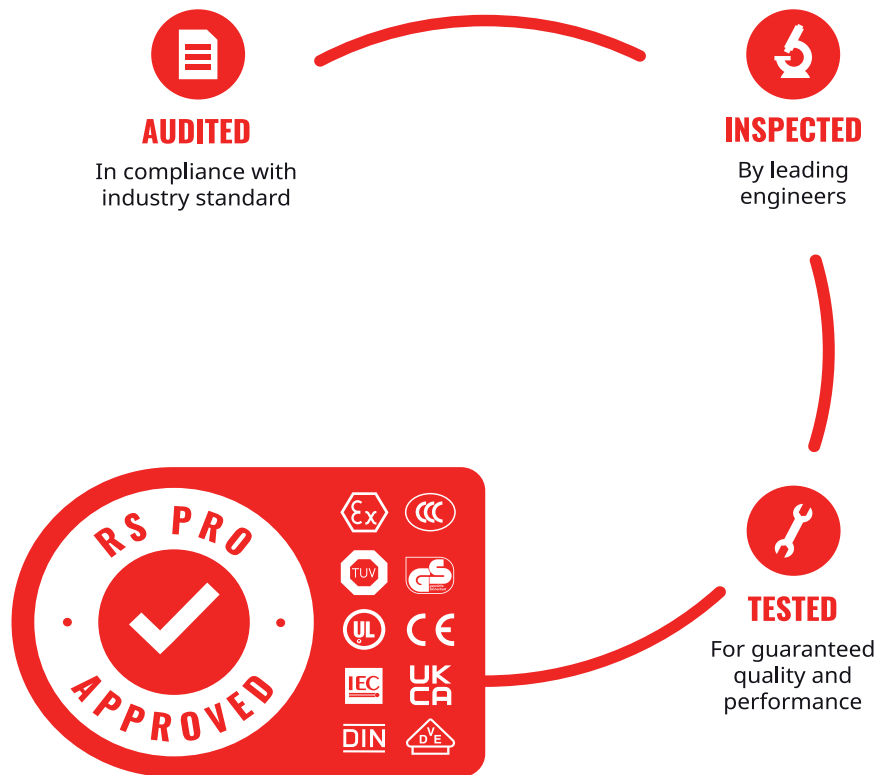 AUDITED
In compliance with
industry standard
INSPECTED
By leading
engineers
TESTED
For guaranteed
quality and
performance
RS PRO
APPROVED
Ex
CCC
TUV
GS
UL
CE
IEC
UK
CA
DIN
VDE